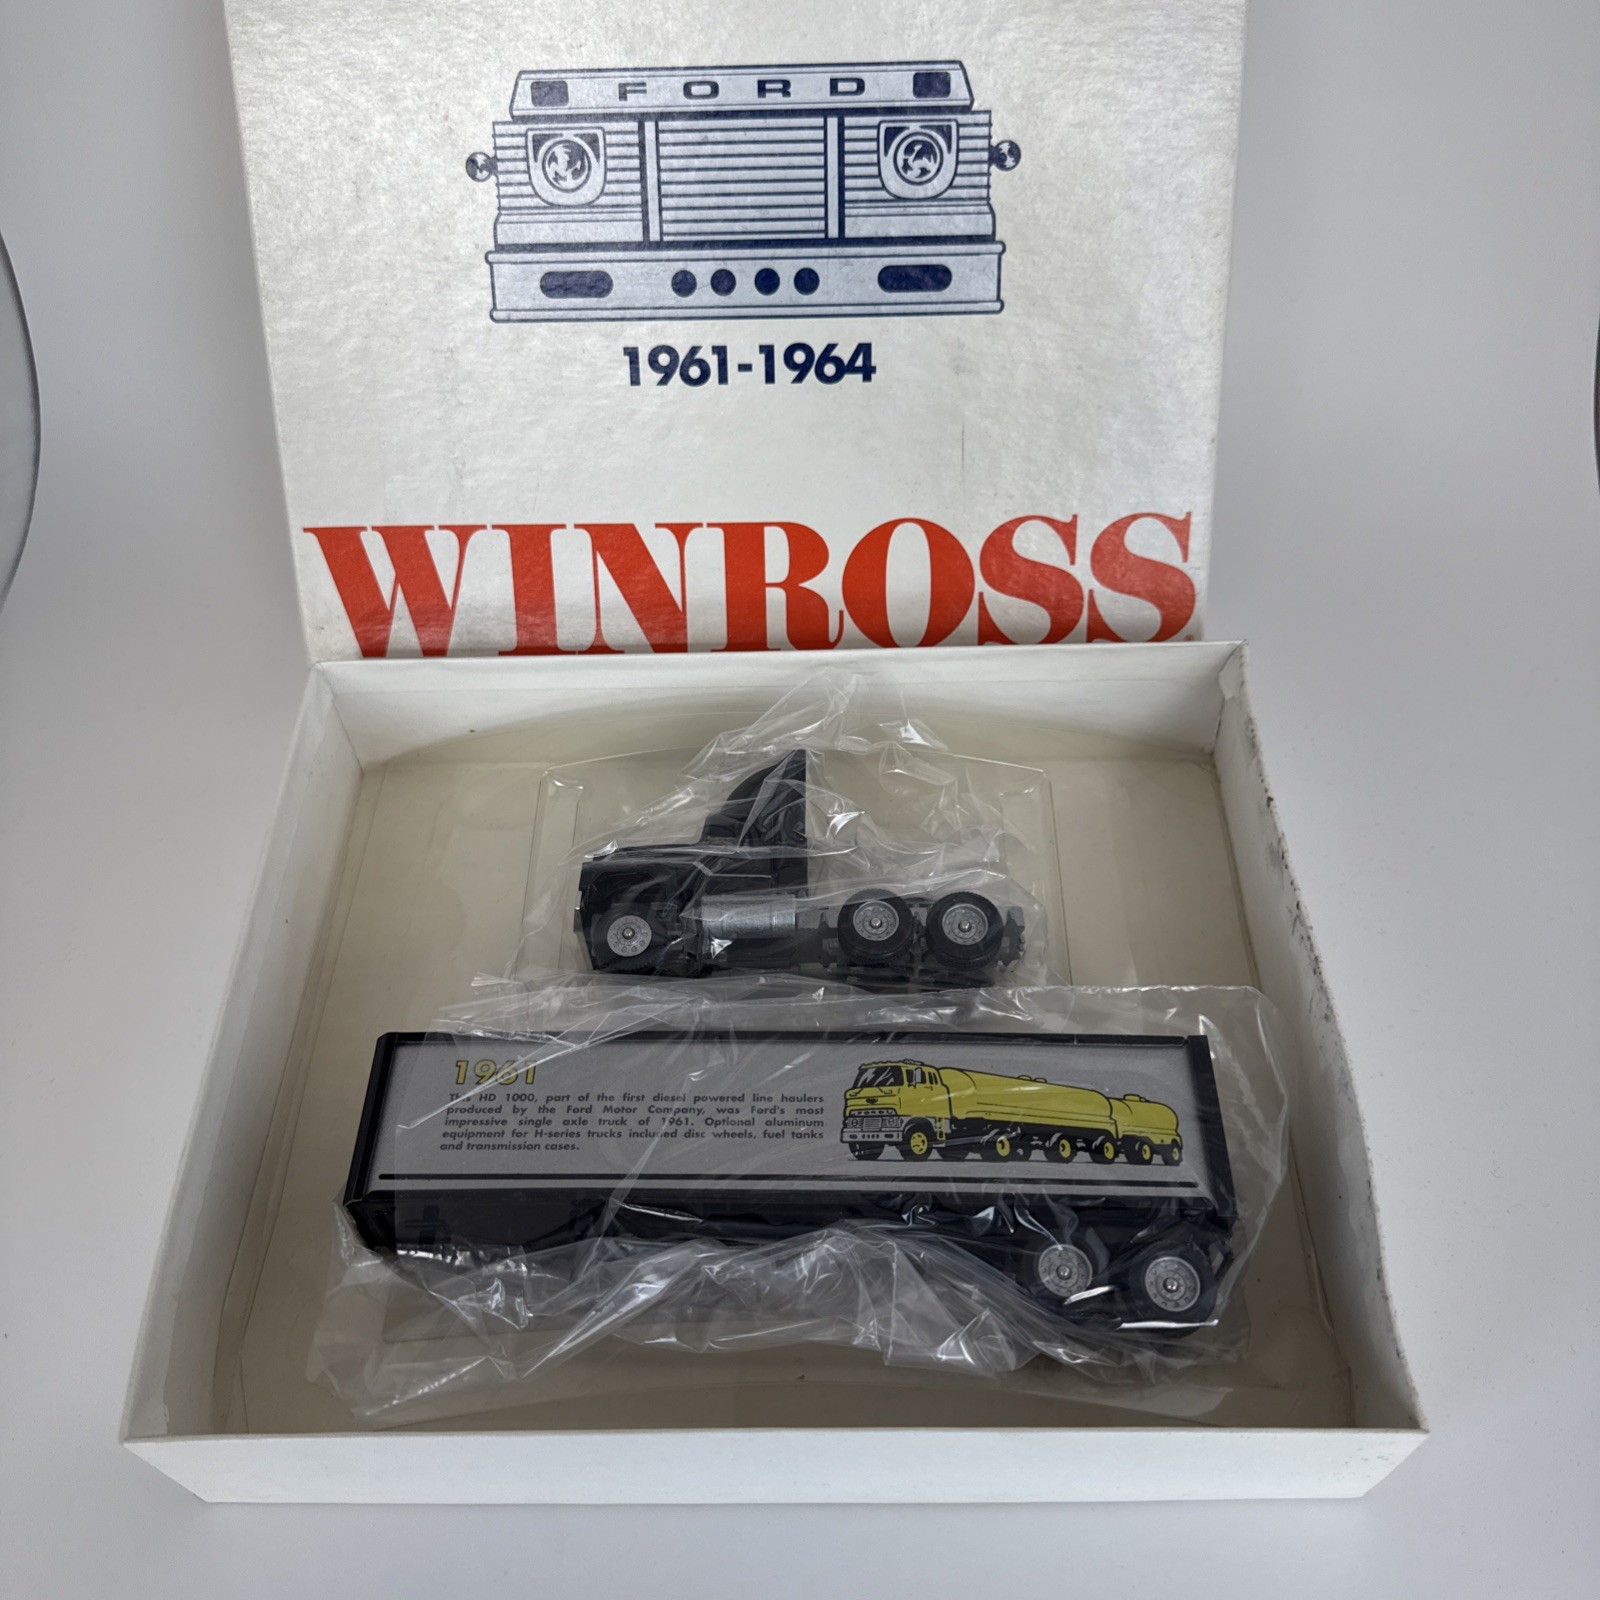 FORD
1961-1964
WINROSS
1961
This HD 1000, part of the first diesel powered line haulers
produced by the Ford Motor Company, was Ford's most
impressive single axle truck of 1961. Optional aluminum
equipment for H-series trucks included disc wheels, fuel tanks
and transmission cases.
FORD